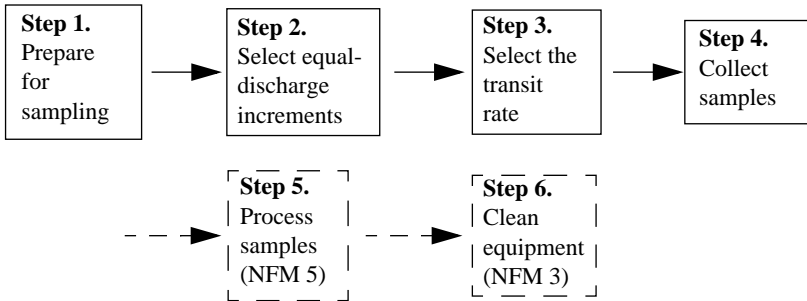 Step 1.
Prepare
for
sampling
Step 2.
Select equal-
discharge
increments
Step 3.
Select the
transit
rate
Step 4.
Collect
samples
Step 5.
Process
samples
(NFM 5)
Step 6.
Clean
equipment
(NFM 3)